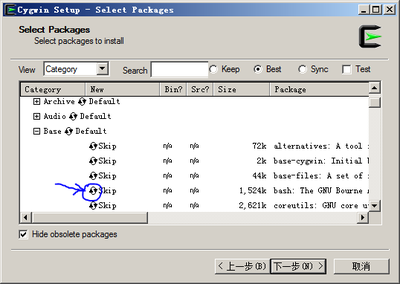 Cygwin Setup - Select Packages
Select Packages
Select packages to install
View Category Search Keep Best Sync Test
Category New Bin? Src? Size Package
Archive Default
Audio Default
Base Default
Skip n/a n/a 72k alternatives: A tool
Skip n/a n/a 2k base-cygwin: Initial
Skip n/a n/a 44k base-files: A set of
Skip n/a n/a 1,524k bash: The GNU Bourne
Skip n/a n/a 2,621k coreutils: GNU core
Hide obsolete packages
<上一步(B) 下一步(N)> 取消